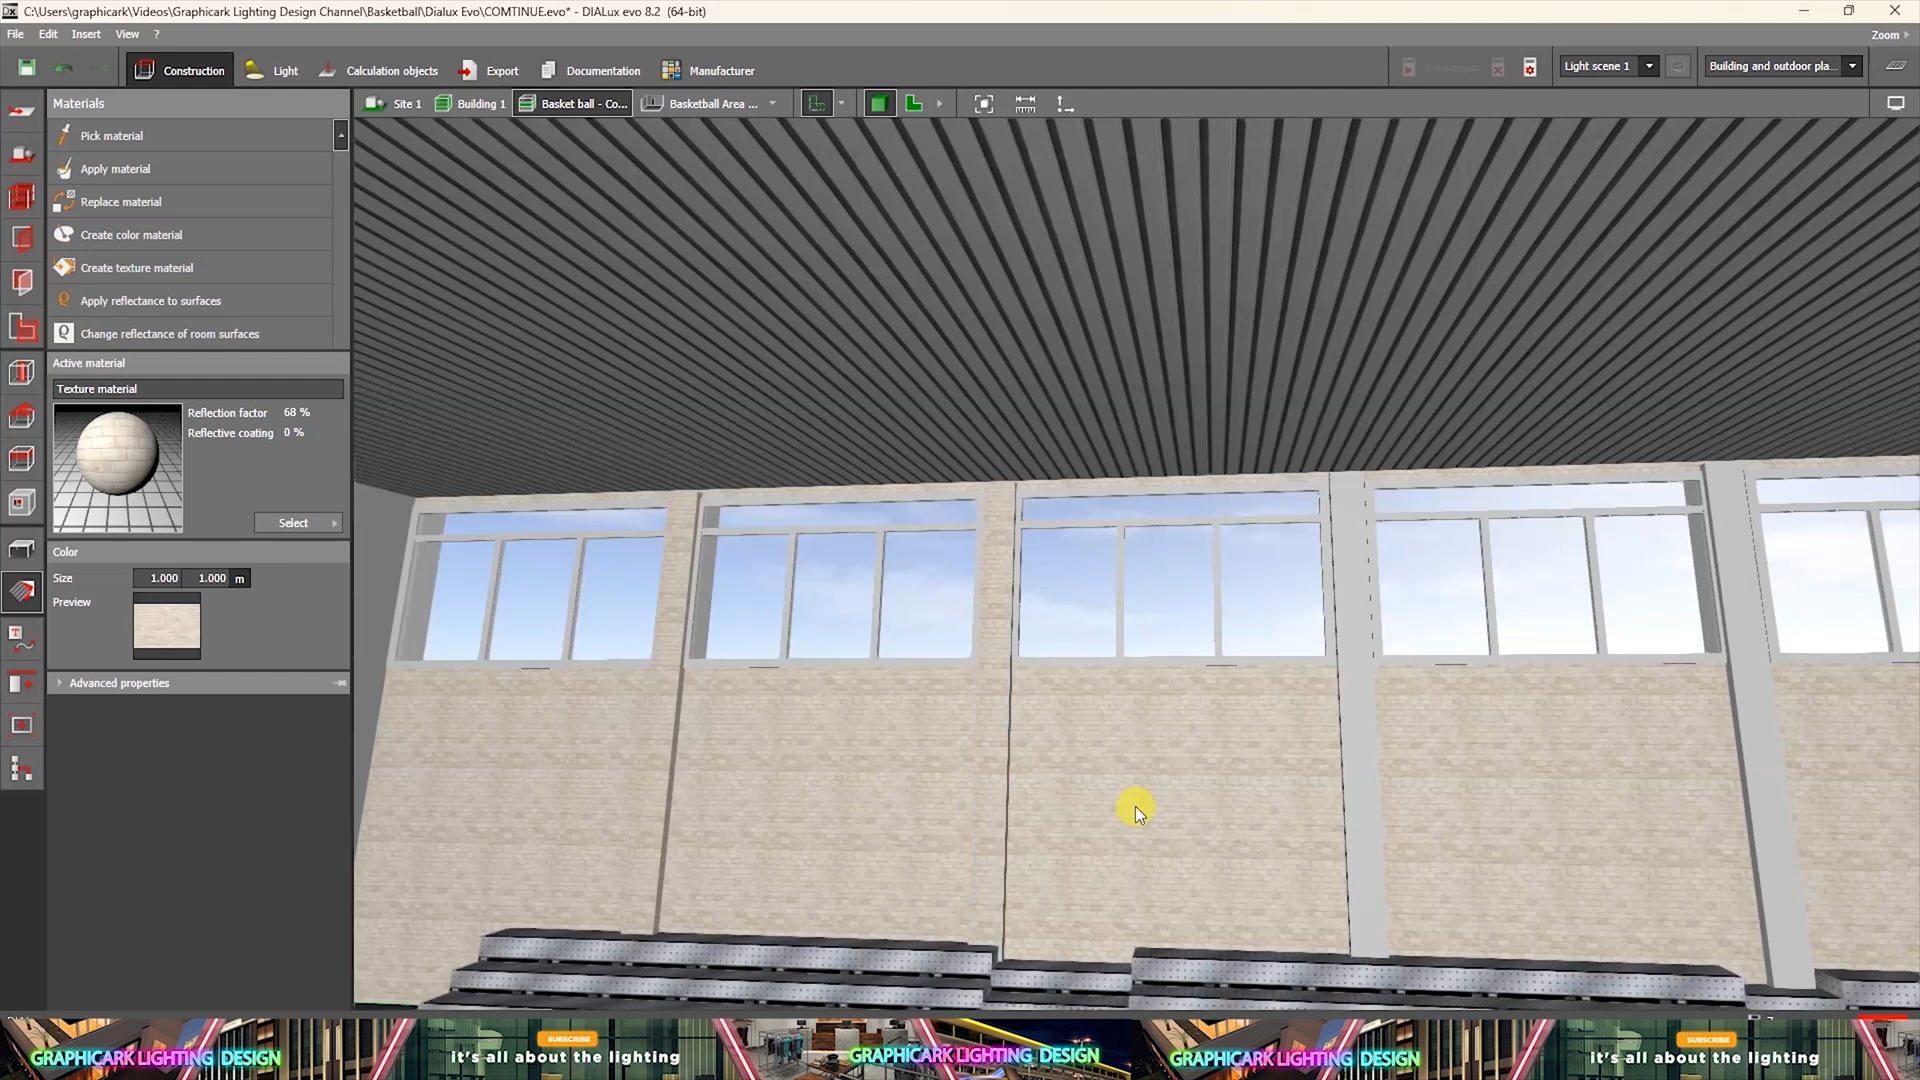 C:\Users\graphicark\Videos\Graphicark Lighting Design Channel\Basketball\Dialux Evo\COMTINUE.evo* - DIALux evo 8.2 (64-bit)
File Edit Insert View ?
Zoom
Construction Light Calculation objects Export Documentation Manufacturer
Light scene 1
Building and outdoor pla...
Materials
Site 1 Building 1 Basket ball - Co... Basketball Area ...
Pick material
Apply material
Replace material
Create color material
Create texture material
Apply reflectance to surfaces
Change reflectance of room surfaces
Active material
Texture material
Reflection factor 68 %
Reflective coating 0 %
Select
Color
Size 1.000 1.000 m
Preview
Advanced properties
GRAPHICARK LIGHTING DESIGN
SUBSCRIBE
it's all about the lighting
GRAPHICARK LIGHTING DESIGN
GRAPHICARK LIGHTING DESIGN
SUBSCRIBE
it's all about the lighting